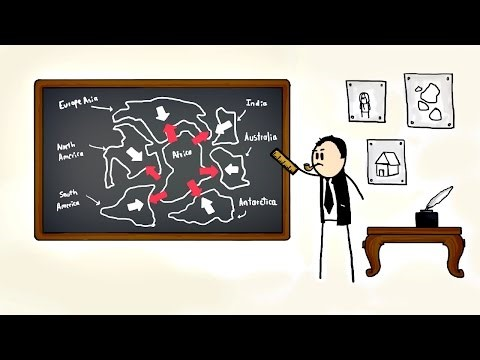 Europe Asia
India
North
America
Africa
Australia
South
America
Antarctica